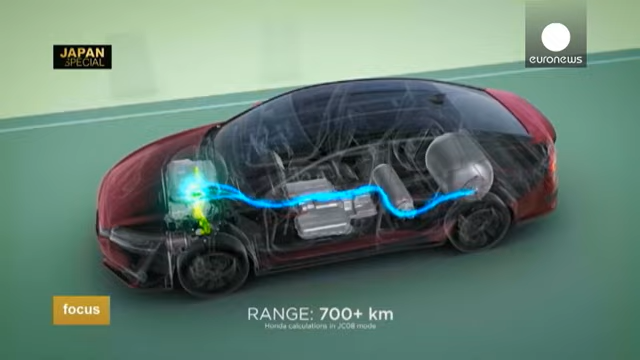 JAPAN
SPECIAL
euronews
focus
RANGE: 700+ km
Honda calculations in JC08 mode